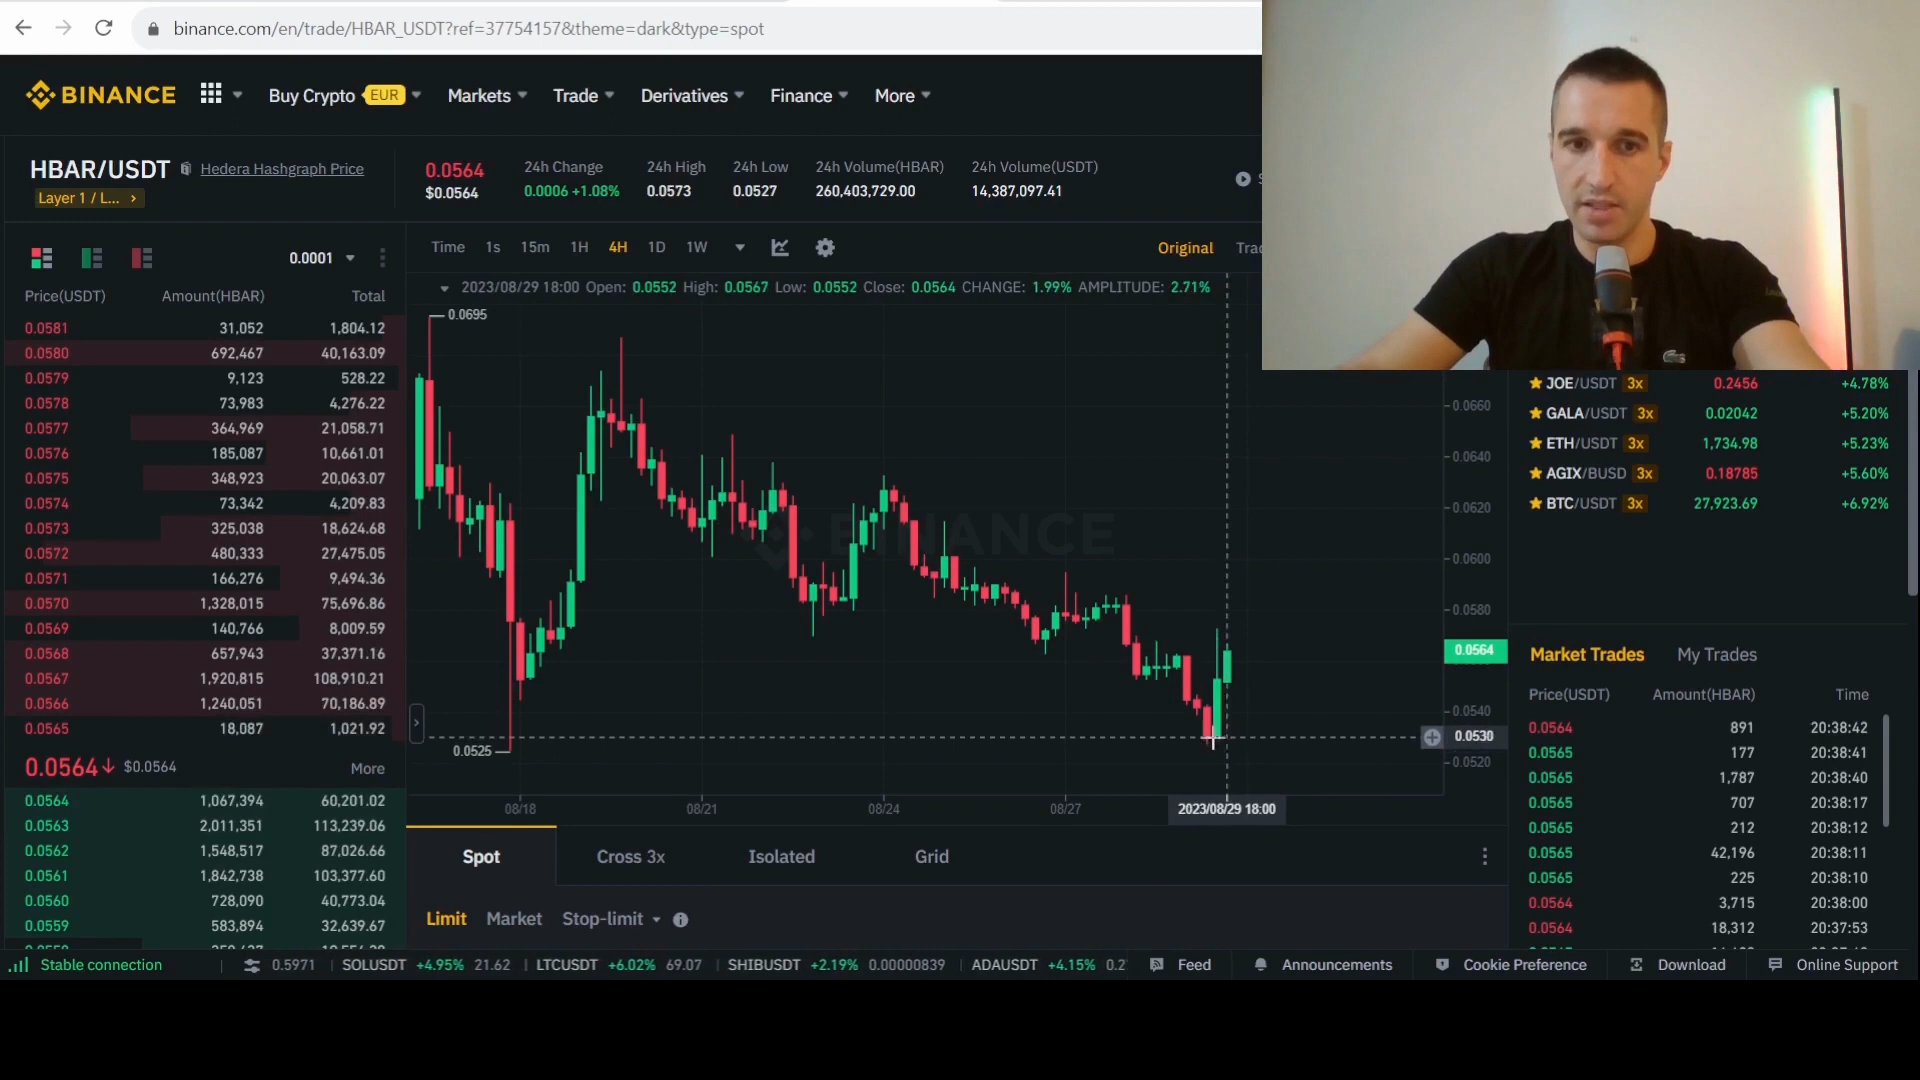 binance.com/en/trade/HBAR_USDT?ref=37754157&theme=dark&type=spot
BINANCE Buy Crypto EUR Markets Trade Derivatives Finance More
HBAR/USDT Hedera Hashgraph Price
Layer 1 / L... >
0.0564
$0.0564
24h Change
0.0006 +1.08%
24h High
0.0573
24h Low
0.0527
24h Volume(HBAR)
260,403,729.00
24h Volume(USDT)
14,387,097.41
0.0001
Price(USDT) Amount(HBAR) Total
0.0581 31,052 1,804.12
0.0580 692,467 40,163.09
0.0579 9,123 528.22
0.0578 73,983 4,276.22
0.0577 364,969 21,058.71
0.0576 185,087 10,661.01
0.0575 348,923 20,063.07
0.0574 73,342 4,209.83
0.0573 325,038 18,624.68
0.0572 480,333 27,475.05
0.0571 166,276 9,494.36
0.0570 1,328,015 75,696.86
0.0569 140,766 8,009.59
0.0568 657,943 37,371.16
0.0567 1,920,815 108,910.21
0.0566 1,240,051 70,186.89
0.0565 18,087 1,021.92
0.0564↓ $0.0564 More
0.0564 1,067,394 60,201.02
0.0563 2,011,351 113,239.06
0.0562 1,548,517 87,026.66
0.0561 1,842,738 103,377.60
0.0560 728,090 40,773.04
0.0559 583,894 32,639.67
Time 1s 15m 1H 4H 1D 1W Original
2023/08/29 18:00 Open: 0.0552 High: 0.0567 Low: 0.0552 Close: 0.0564 CHANGE: 1.99% AMPLITUDE: 2.71%
0.0695
BINANCE
0.0525
0.0660
0.0640
0.0620
0.0600
0.0580
0.0564
0.0540
0.0530
0.0520
08/18 08/21 08/24 08/27 2023/08/29 18:00
Spot Cross 3x Isolated Grid
Limit Market Stop-limit
JOE/USDT 3x 0.2456 +4.78%
GALA/USDT 3x 0.02042 +5.20%
ETH/USDT 3x 1,734.98 +5.23%
AGIX/BUSD 3x 0.18785 +5.60%
BTC/USDT 3x 27,923.69 +6.92%
Market Trades My Trades
Price(USDT) Amount(HBAR) Time
0.0564 891 20:38:42
0.0565 177 20:38:41
0.0565 1,787 20:38:40
0.0565 707 20:38:17
0.0565 212 20:38:12
0.0565 42,196 20:38:11
0.0565 225 20:38:10
0.0564 3,715 20:38:00
0.0564 18,312 20:37:53
Stable connection 0.5971 SOLUSDT +4.95% 21.62 LTCUSDT +6.02% 69.07 SHIBUSDT +2.19% 0.00000839 ADAUSDT +4.15% Feed Announcements Cookie Preference Download Online Support